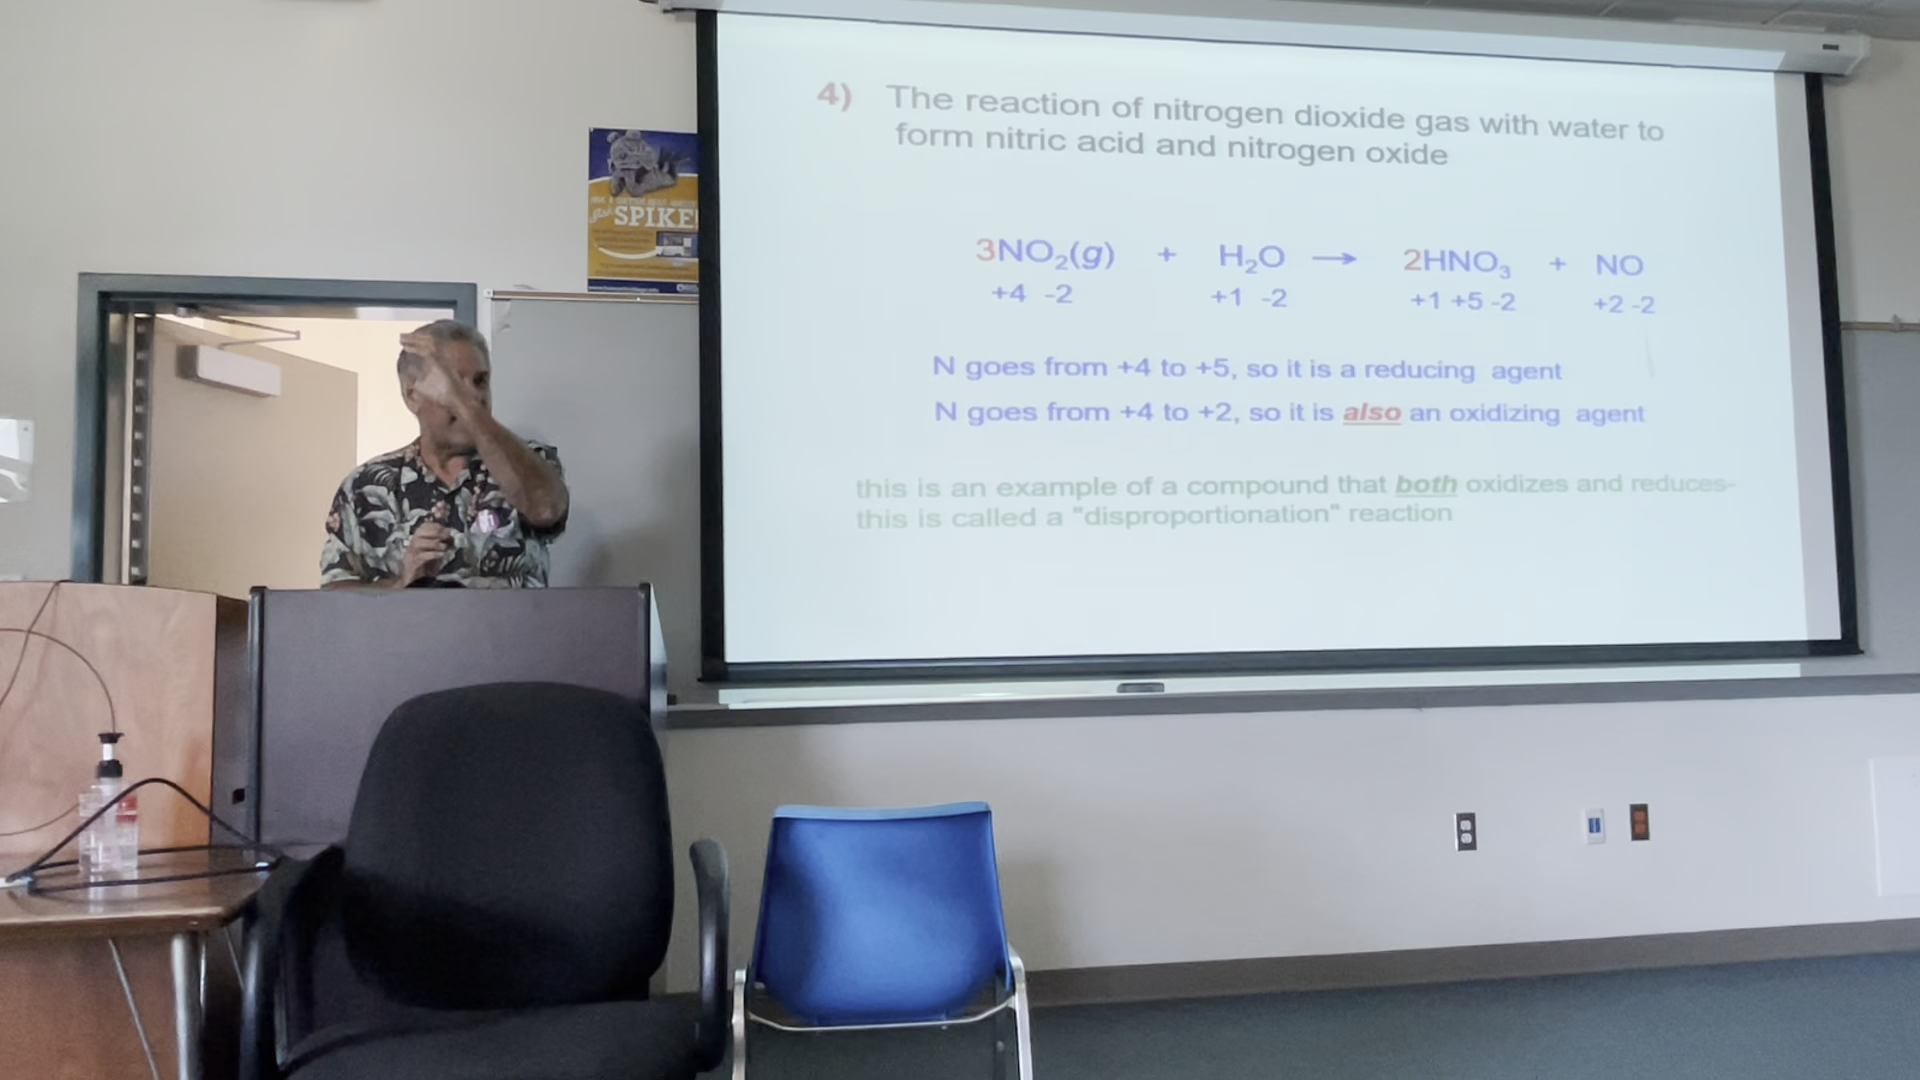 4) The reaction of nitrogen dioxide gas with water to
form nitric acid and nitrogen oxide
3NO₂(g) + H₂O → 2HNO₃ + NO
+4 -2 +1 -2 +1 +5 -2 +2 -2
N goes from +4 to +5, so it is a reducing agent
N goes from +4 to +2, so it is also an oxidizing agent
this is an example of a compound that both oxidizes and reduces-
this is called a "disproportionation" reaction
SPIKE